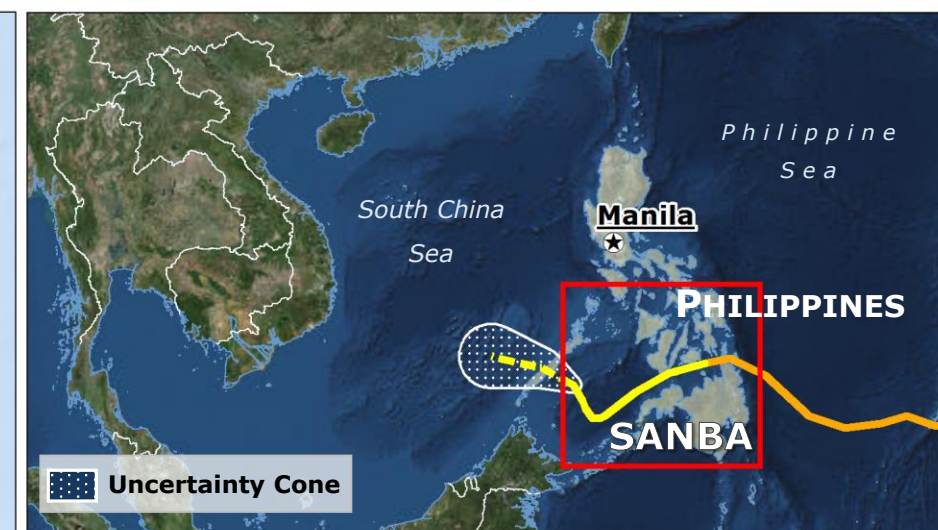 Philippine
Sea
South China
Sea
Manila
PHILIPPINES
SANBA
Uncertainty Cone